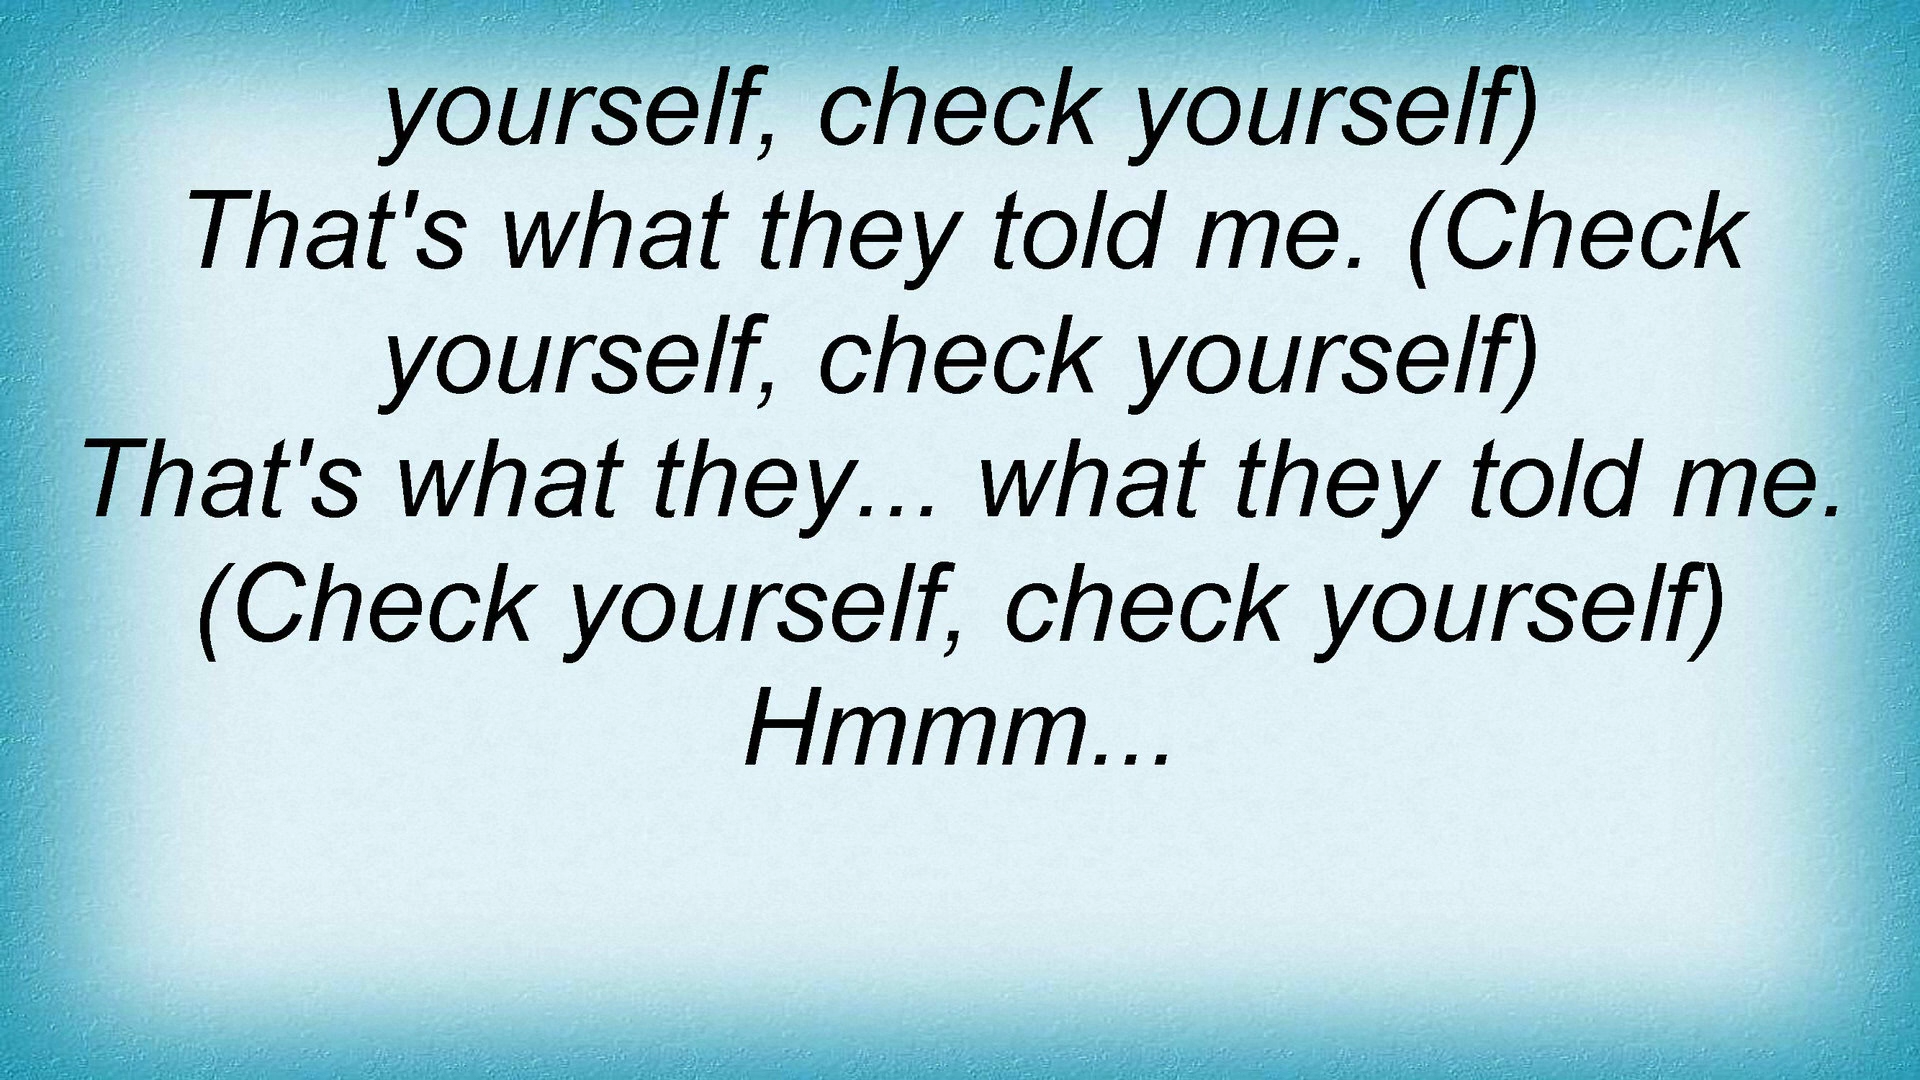 yourself, check yourself)
That's what they told me. (Check
yourself, check yourself)
That's what they... what they told me.
(Check yourself, check yourself)
Hmmm...